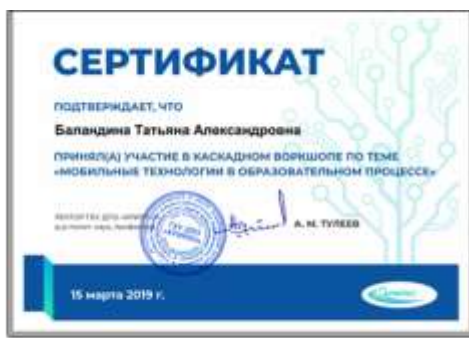 СЕРТИФИКАТ
ПОДТВЕРЖДАЕТ, ЧТО
Баландина Татьяна Александровна
ПРИНЯЛ(А) УЧАСТИЕ В КАСКАДНОМ ВОРКШОПЕ ПО ТЕМЕ
«МОБИЛЬНЫЕ ТЕХНОЛОГИИ В ОБРАЗОВАТЕЛЬНОМ ПРОЦЕССЕ»
А. М. ТУЛЕЕВ
15 марта 2019 г.